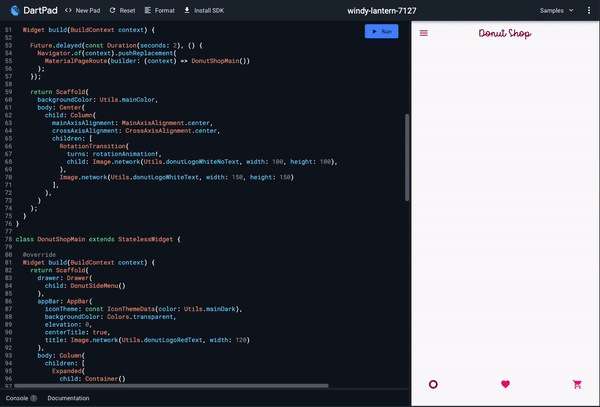 DartPad
New Pad
Reset
Format
Install SDK
windy-lantern-7127
Samples
51 Widget build(BuildContext context) {
52
53 Future.delayed(const Duration(seconds: 2), () {
54 Navigator.of(context).pushReplacement(
55 MaterialPageRoute(builder: (context) => DonutShopMain())
56 );
57 });
58
59 return Scaffold(
60 backgroundColor: Utils.mainColor,
61 body: Center(
62 child: Column(
63 mainAxisAlignment: MainAxisAlignment.center,
64 crossAxisAlignment: CrossAxisAlignment.center,
65 children: [
66 RotationTransition(
67 turns: rotationAnimation!,
68 child: Image.network(Utils.donutLogoWhiteNoText, width: 100, height: 100),
69 ),
70 Image.network(Utils.donutLogoWhiteText, width: 150, height: 150)
71 ],
72 ),
73 )
74 );
75 }
76 }
77
78 class DonutShopMain extends StatelessWidget {
79
80 @override
81 Widget build(BuildContext context) {
82 return Scaffold(
83 drawer: Drawer(
84 child: DonutSideMenu()
85 ),
86 appBar: AppBar(
87 iconTheme: const IconThemeData(color: Utils.mainDark),
88 backgroundColor: Colors.transparent,
89 elevation: 0,
90 centerTitle: true,
91 title: Image.network(Utils.donutLogoRedText, width: 120)
92 ),
93 body: Column(
94 children: [
95 Expanded(
96 child: Container()
97
Run
Donut Shop
Console
Documentation